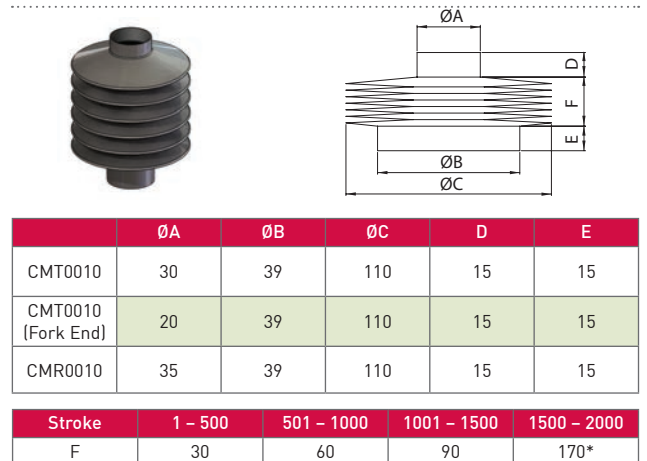 ØA
D
F
E
ØB
ØC
ØA ØB ØC D E
CMT0010 30 39 110 15 15
CMT0010
(Fork End) 20 39 110 15 15
CMR0010 35 39 110 15 15
Stroke 1 – 500 501 – 1000 1001 – 1500 1500 – 2000
F 30 60 90 170*